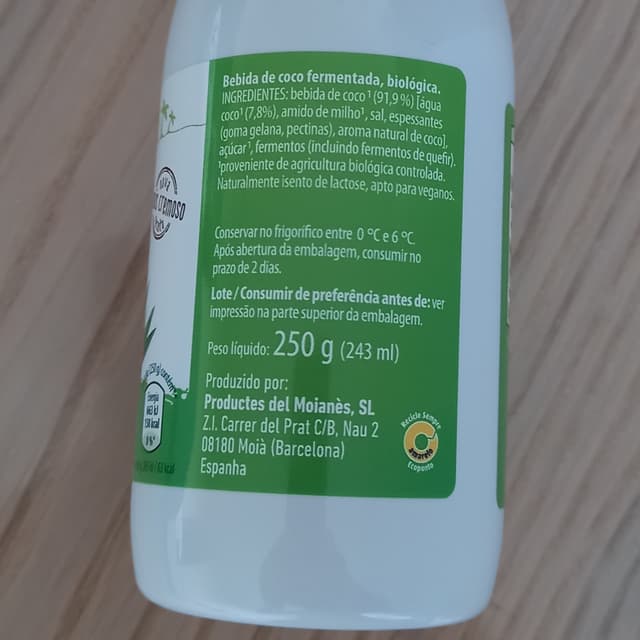 Bebida de coco fermentada, biológica.
INGREDIENTES: bebida de coco¹ (91,9%) [água
coco¹ (7,8%), amido de milho¹, sal, espessantes
(goma gelana, pectinas), aroma natural de coco],
açúcar¹, fermentos (incluindo fermentos de quefir).
¹proveniente de agricultura biológica controlada.
Naturalmente isento de lactose, apto para veganos.
Conservar no frigorífico entre 0 °C e 6 °C.
Após abertura da embalagem, consumir no
prazo de 2 dias.
Lote / Consumir de preferência antes de: ver
impressão na parte superior da embalagem.
Peso líquido: 250 g (243 ml)
Produzido por:
Productes del Moianès, SL
Z.I. Carrer del Prat C/B, Nau 2
08180 Moià (Barcelona)
Espanha
Recicle Sempre
amarelo
Ecoponto
cremoso
Energia
kcal